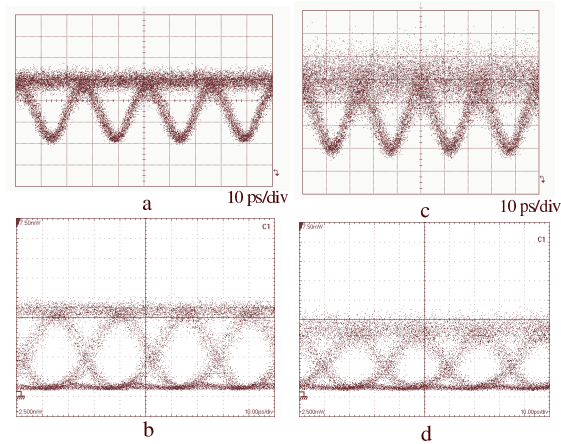 10 ps/div
a
10 ps/div
c
7.50mW
C1
-2.500mW
10.00ps/div
b
7.50mW
C1
-2.500mW
10.00ps/div
d